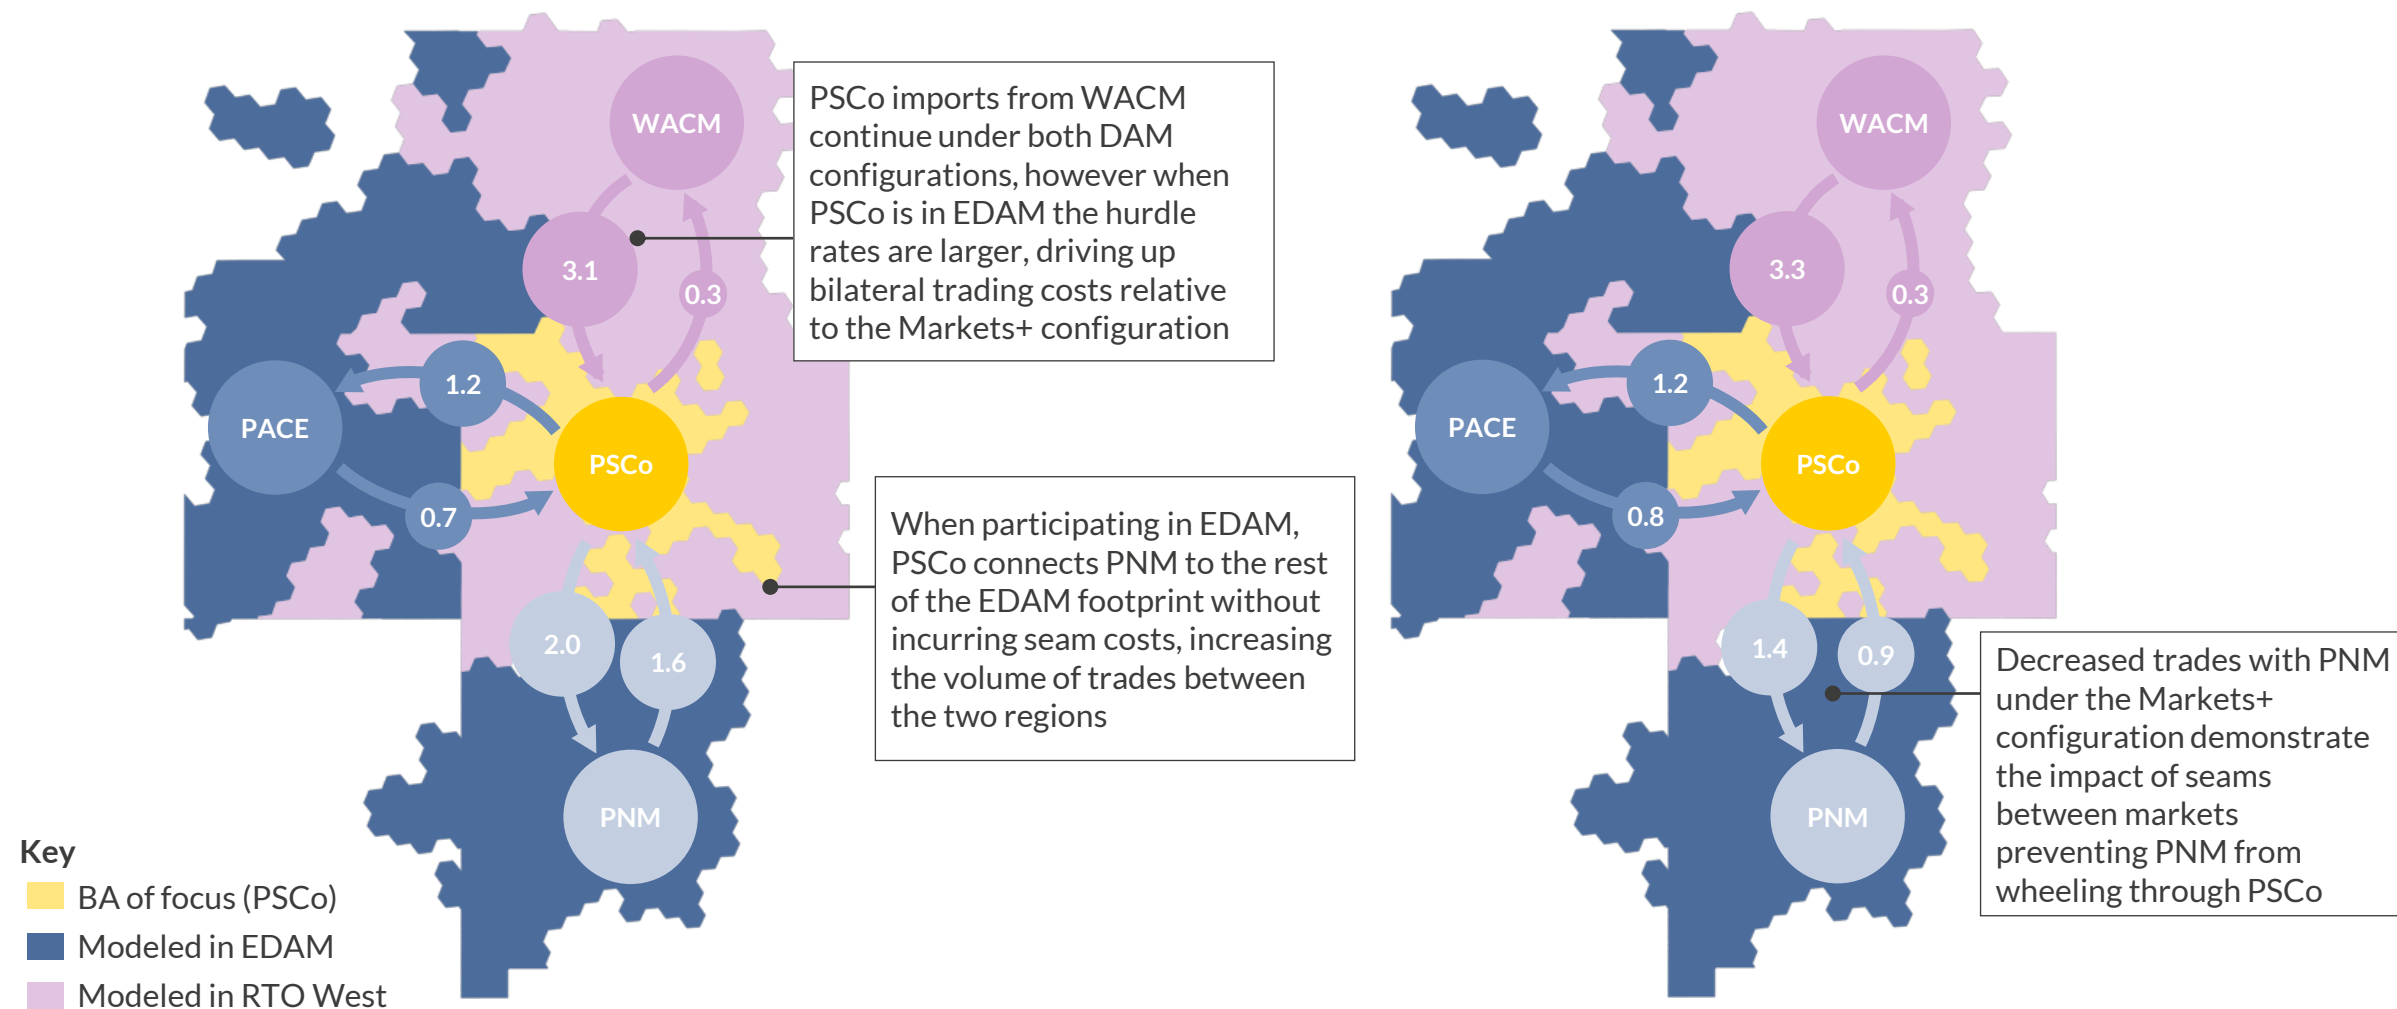 WACM
3.1
0.3
1.2
PACE
0.7
PSCo
2.0
1.6
PNM
PSCo imports from WACM
continue under both DAM
configurations, however when
PSCo is in EDAM the hurdle
rates are larger, driving up
bilateral trading costs relative
to the Markets+ configuration
When participating in EDAM,
PSCo connects PNM to the rest
of the EDAM footprint without
incurring seam costs, increasing
the volume of trades between
the two regions
Key
BA of focus (PSCo)
Modeled in EDAM
Modeled in RTO West
WACM
3.3
0.3
1.2
PACE
0.8
PSCo
1.4
0.9
PNM
Decreased trades with PNM
under the Markets+
configuration demonstrate
the impact of seams
between markets
preventing PNM from
wheeling through PSCo